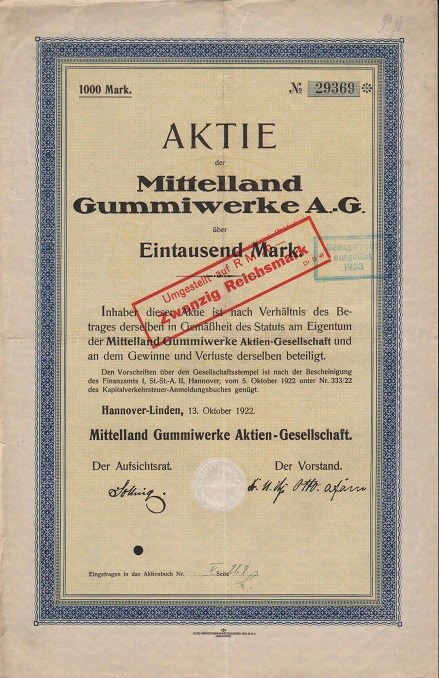 1000 Mark.
№ 29369
AKTIE
der
Mittelland
Gummiwerke A.-G.
über
Eintausend Mark.
Umgestellt auf R M
Zwanzig Reichsmark
Bezugsrecht
ausgeübt
1923
Inhaber dieser Aktie ist nach Verhältnis des Be-
trages derselben in Gemäßheit des Statuts am Eigentum
der Mittelland Gummiwerke Aktien-Gesellschaft und
an dem Gewinne und Verluste derselben beteiligt.
Den Vorschriften über den Gesellschaftsstempel ist nach der Bescheinigung
des Finanzamts I, St.-St.-A. II, Hannover, vom 5. Oktober 1922 unter Nr. 333/22
des Kapitalverkehrsteuer-Anmeldungsbuches genügt.
Hannover-Linden, 13. Oktober 1922.
Mittelland Gummiwerke Aktien-Gesellschaft.
Der Aufsichtsrat.
Der Vorstand.
Eingetragen in das Aktienbuch Nr. V Seite 269